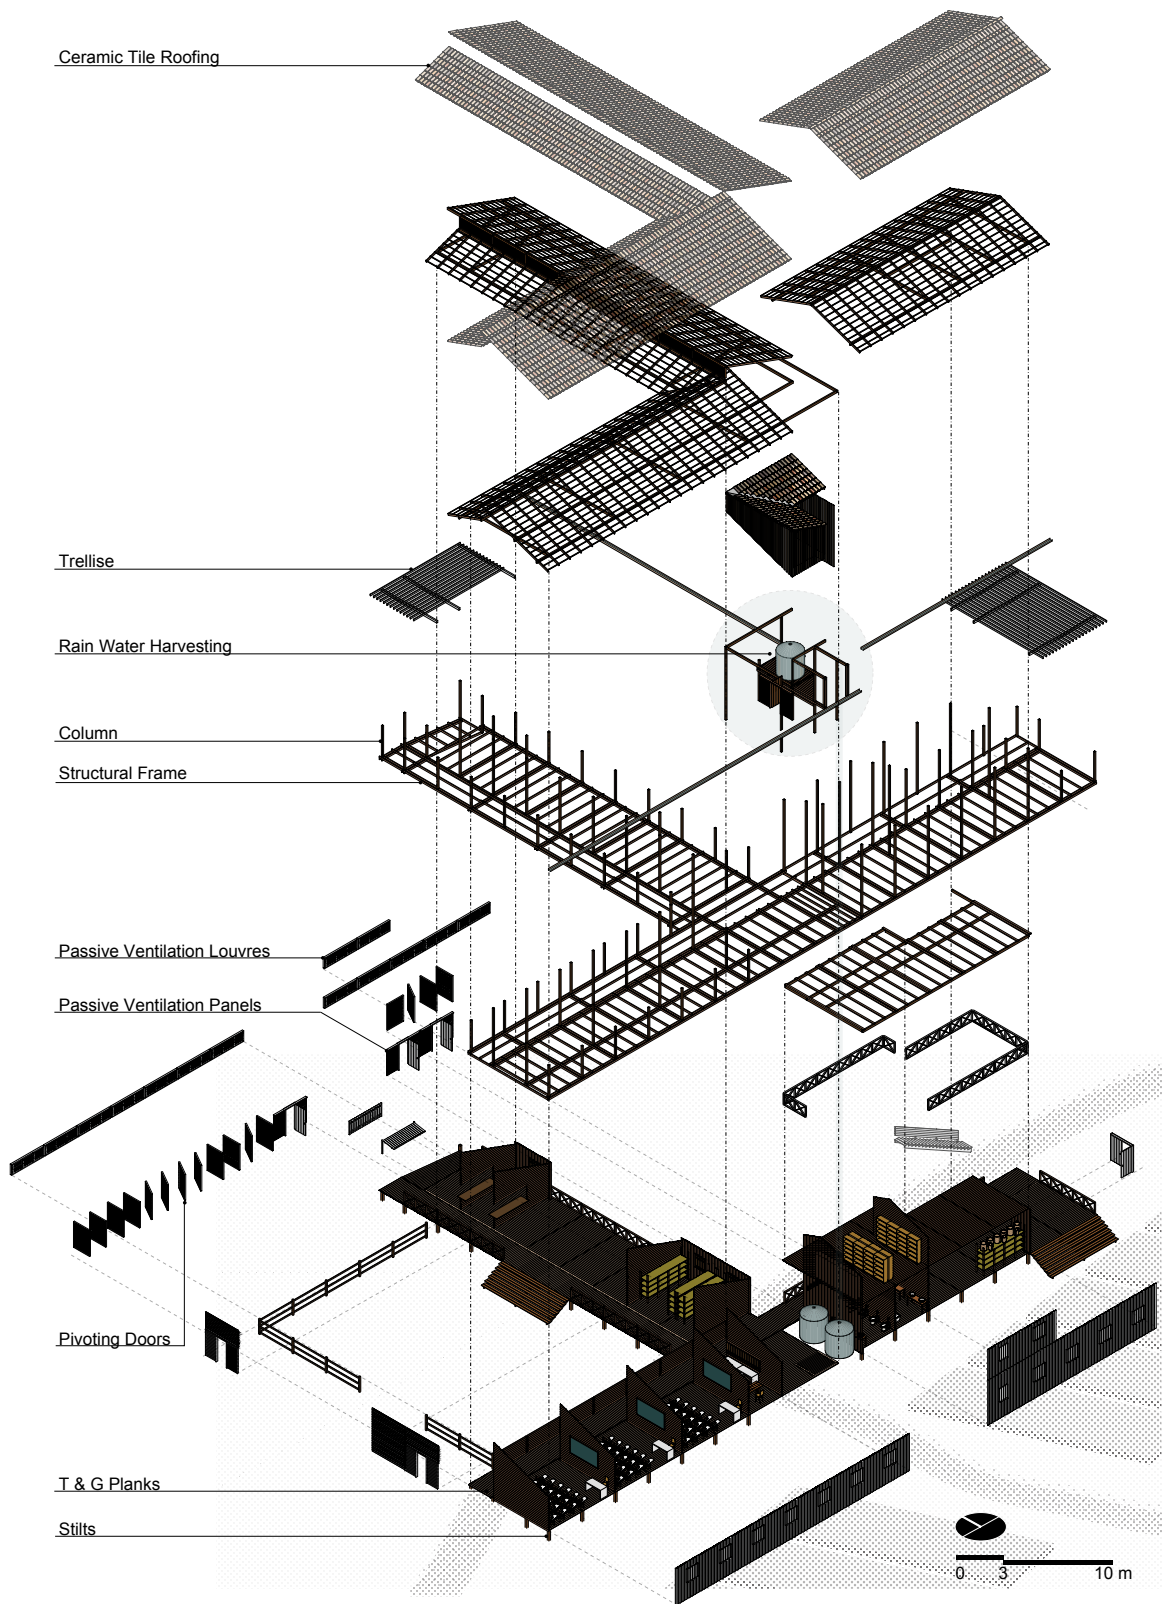 Ceramic Tile Roofing
Trellise
Rain Water Harvesting
Column
Structural Frame
Passive Ventilation Louvres
Passive Ventilation Panels
Pivoting Doors
T & G Planks
Stilts
0 3 10 m